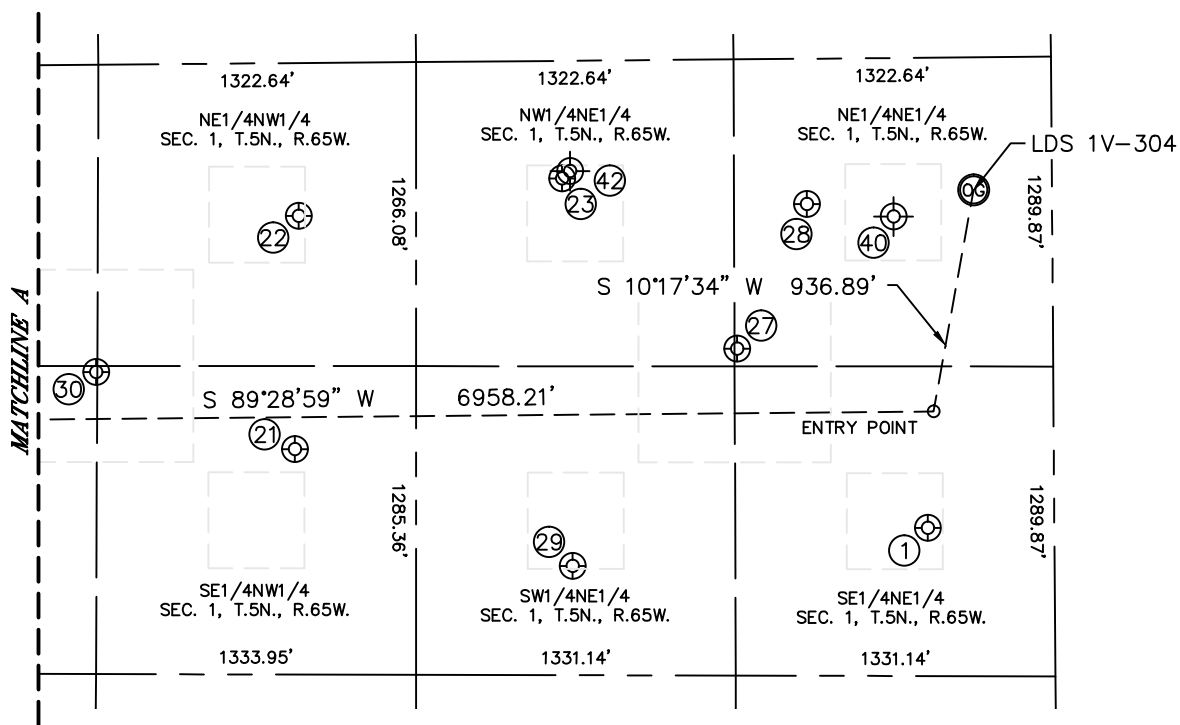 1322.64'
1322.64'
1322.64'
NE1/4NW1/4
SEC. 1, T.5N., R.65W.
NW1/4NE1/4
SEC. 1, T.5N., R.65W.
NE1/4NE1/4
SEC. 1, T.5N., R.65W.
LDS 1V-304
OG
42
23
22
28
40
1266.08'
1289.87'
S 10°17'34" W 936.89'
27
MATCHLINE A
30
S 89°28'59" W 6958.21'
21
ENTRY POINT
1285.36'
1289.87'
29
1
SE1/4NW1/4
SEC. 1, T.5N., R.65W.
SW1/4NE1/4
SEC. 1, T.5N., R.65W.
SE1/4NE1/4
SEC. 1, T.5N., R.65W.
1333.95'
1331.14'
1331.14'